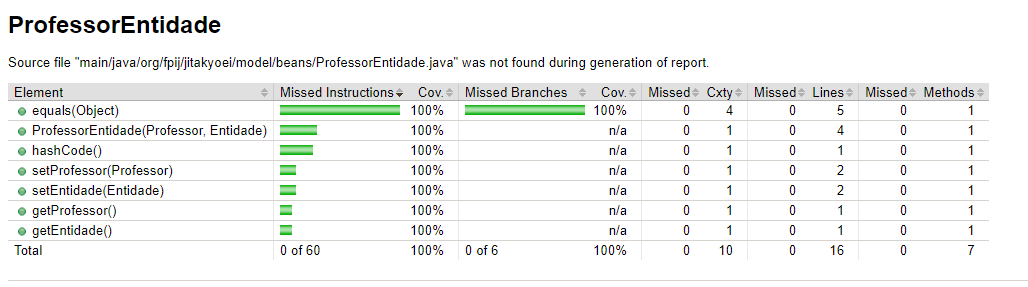 ProfessorEntidade
Source file "main/java/org/fpij/jitakyoei/model/beans/ProfessorEntidade.java" was not found during generation of report.
Element Missed Instructions Cov. Missed Branches Cov. Missed Cxty Missed Lines Missed Methods
equals(Object) 100% 100% 0 4 0 5 0 1
ProfessorEntidade(Professor, Entidade) 100% n/a 0 1 0 4 0 1
hashCode() 100% n/a 0 1 0 1 0 1
setProfessor(Professor) 100% n/a 0 1 0 2 0 1
setEntidade(Entidade) 100% n/a 0 1 0 2 0 1
getProfessor() 100% n/a 0 1 0 1 0 1
getEntidade() 100% n/a 0 1 0 1 0 1
Total 0 of 60 100% 0 of 6 100% 0 10 0 16 0 7